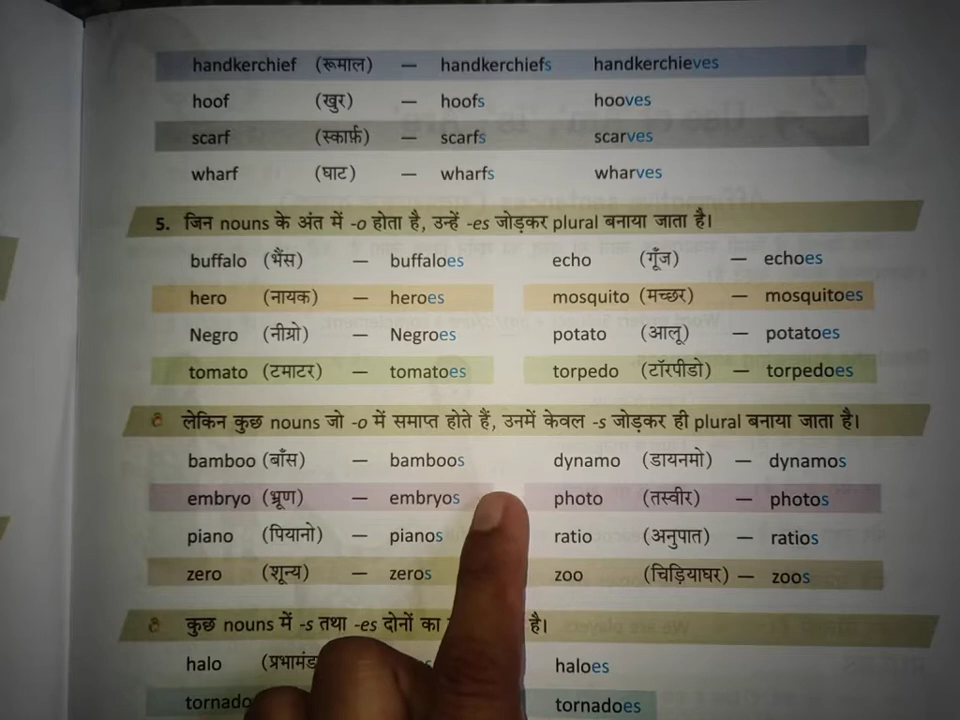 handkerchief (रूमाल) — handkerchiefs handkerchieves
hoof (खुर) — hoofs hooves
scarf (स्कार्फ़) — scarfs scarves
wharf (घाट) — wharfs wharves
5. जिन nouns के अंत में -o होता है, उन्हें -es जोड़कर plural बनाया जाता है।
buffalo (भैंस) — buffaloes echo (गूँज) — echoes
hero (नायक) — heroes mosquito (मच्छर) — mosquitoes
Negro (नीग्रो) — Negroes potato (आलू) — potatoes
tomato (टमाटर) — tomatoes torpedo (टॉरपीडो) — torpedoes
लेकिन कुछ nouns जो -o में समाप्त होते हैं, उनमें केवल -s जोड़कर ही plural बनाया जाता है।
bamboo (बाँस) — bamboos dynamo (डायनमो) — dynamos
embryo (भ्रूण) — embryos photo (तस्वीर) — photos
piano (पियानो) — pianos ratio (अनुपात) — ratios
zero (शून्य) — zeros zoo (चिड़ियाघर) — zoos
कुछ nouns में -s तथा -es दोनों का है।
halo haloes
tornado tornadoes